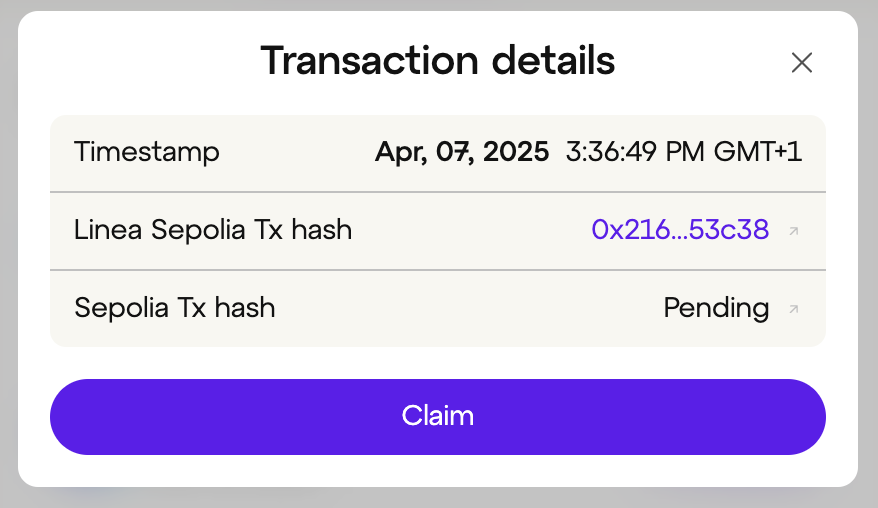 Transaction details
Timestamp Apr, 07, 2025 3:36:49 PM GMT+1
Linea Sepolia Tx hash 0x216...53c38
Sepolia Tx hash Pending
Claim